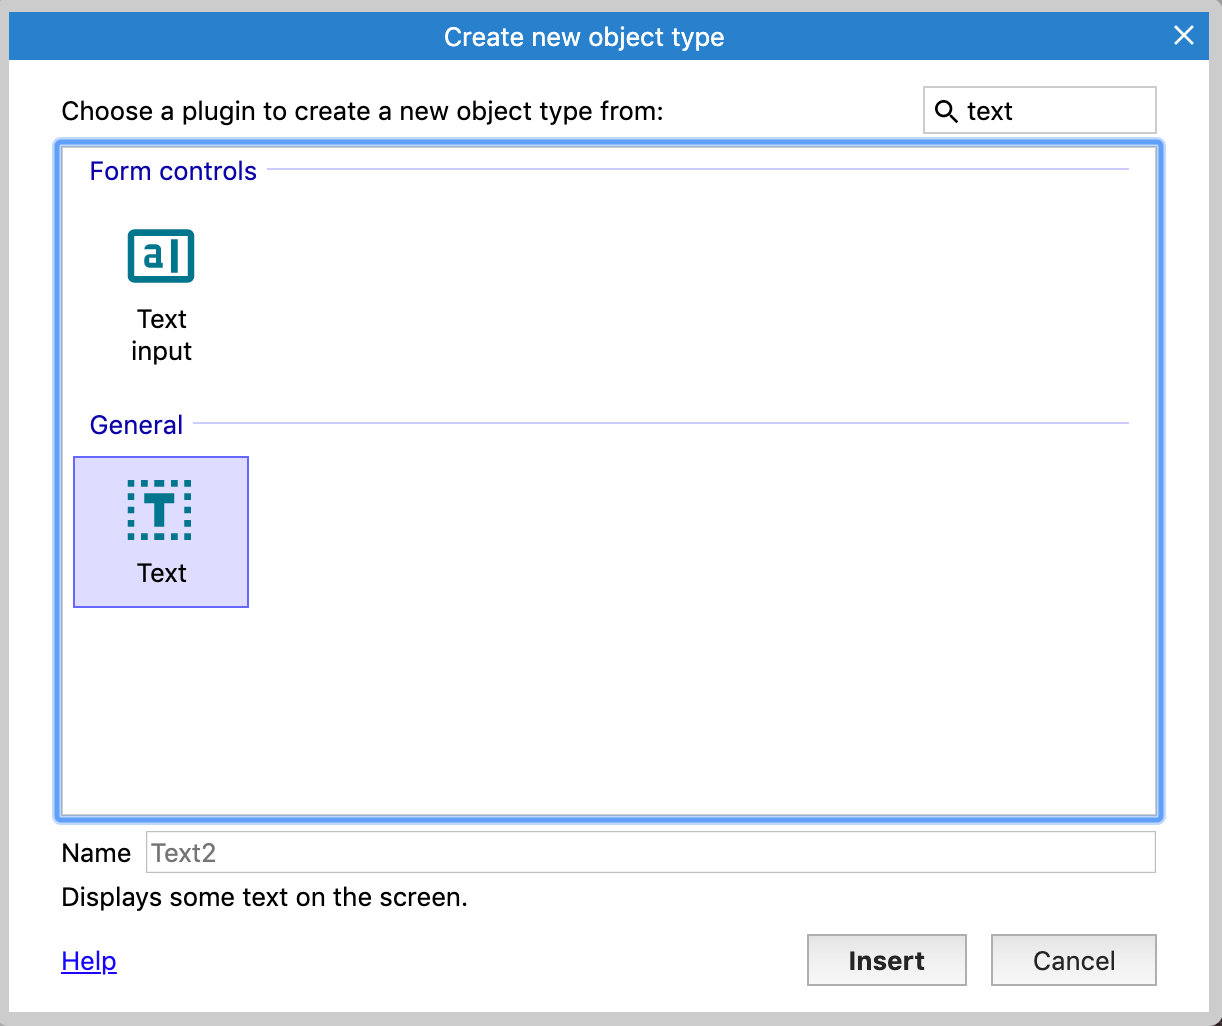 Create new object type
Choose a plugin to create a new object type from:
text
Form controls
a
Text
input
General
T
Text
Name
Text2
Displays some text on the screen.
Help
Insert
Cancel